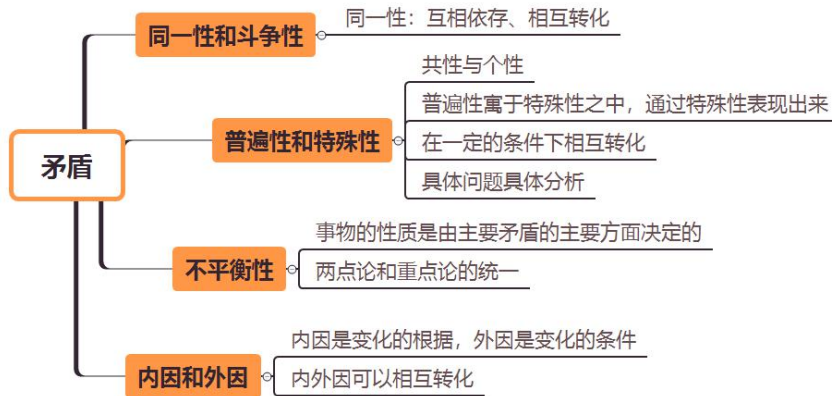 矛盾
同一性和斗争性
同一性：互相依存、相互转化
普遍性和特殊性
共性与个性
普遍性寓于特殊性之中，通过特殊性表现出来
在一定的条件下相互转化
具体问题具体分析
不平衡性
事物的性质是由主要矛盾的主要方面决定的
两点论和重点论的统一
内因和外因
内因是变化的根据，外因是变化的条件
内外因可以相互转化